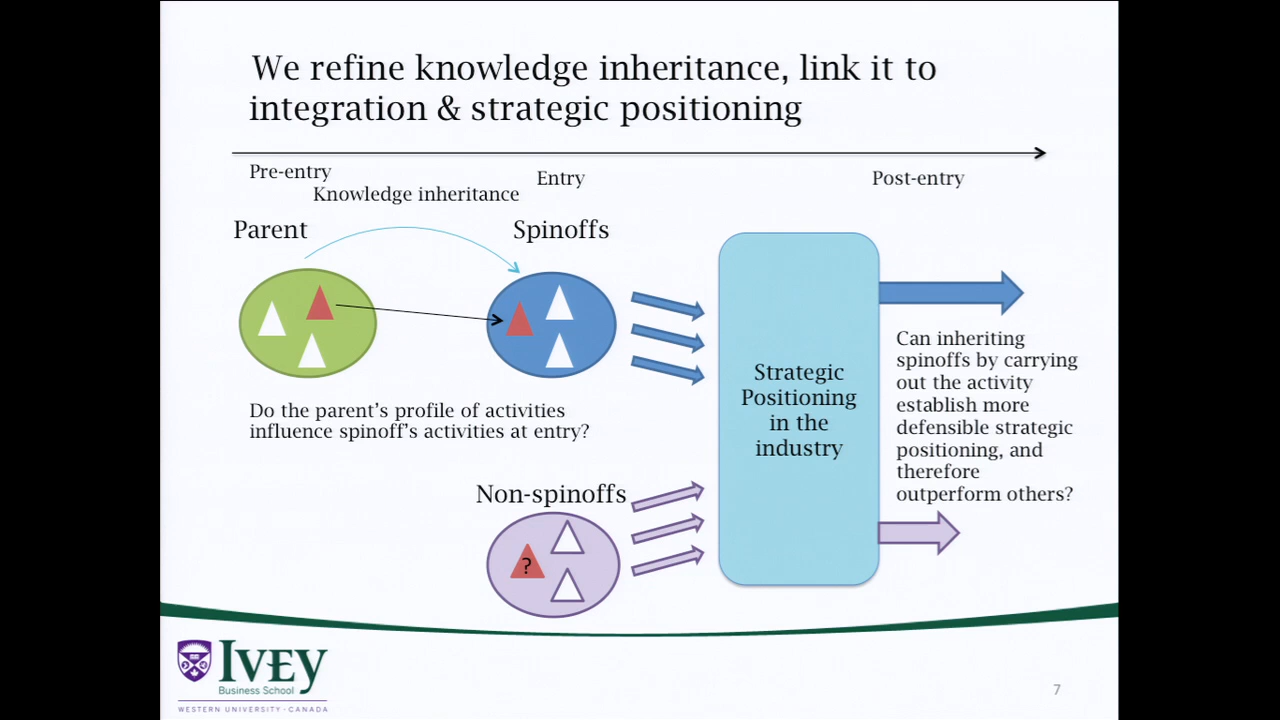 We refine knowledge inheritance, link it to
integration & strategic positioning
Pre-entry
Knowledge inheritance
Entry
Post-entry
Parent
Spinoffs
Do the parent's profile of activities
influence spinoff's activities at entry?
Strategic
Positioning
in the
industry
Can inheriting
spinoffs by carrying
out the activity
establish more
defensible strategic
positioning, and
therefore
outperform others?
Non-spinoffs
?
IVEY
Business School
WESTERN UNIVERSITY · CANADA
7